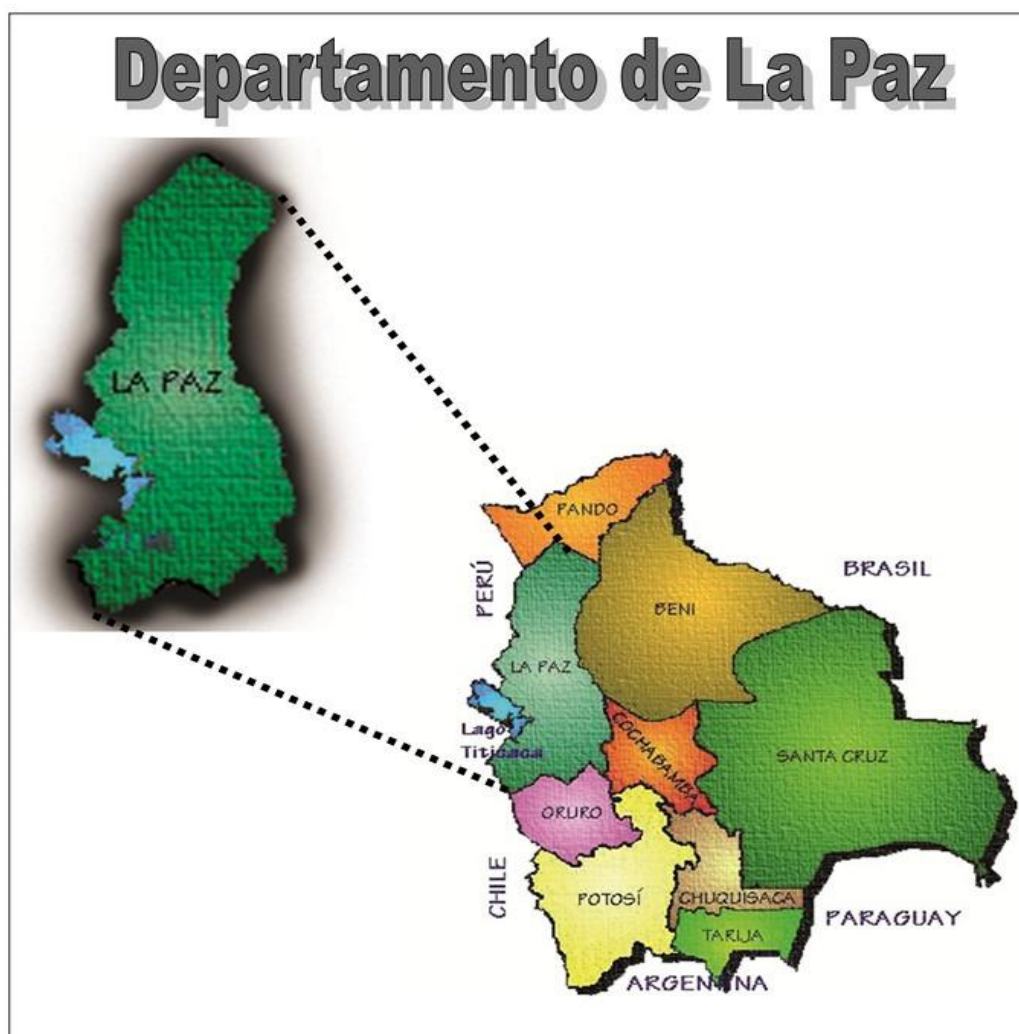 Departamento de La Paz
LA PAZ
PANDO
PERÚ
BRASIL
BENI
LA PAZ
Lago
Titicaca
COCHABAMBA
SANTA CRUZ
ORURO
CHILE
POTOSÍ
CHUQUISACA
PARAGUAY
TARIJA
ARGENTINA